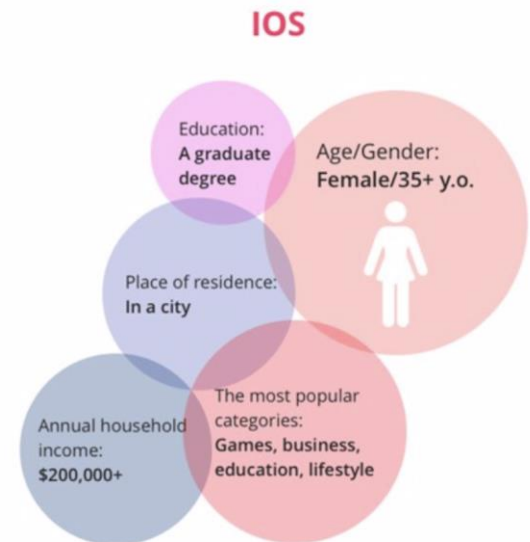 IOS
Education:
A graduate
degree
Age/Gender:
Female/35+ y.o.
Place of residence:
In a city
Annual household
income:
$200,000+
The most popular
categories:
Games, business,
education, lifestyle